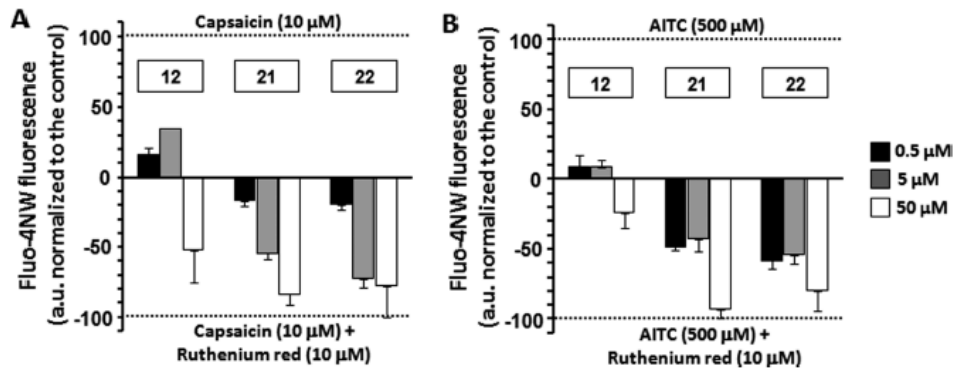 A
Capsaicin (10 µM)
Fluo-4NW fluorescence
(a.u. normalized to the control)
100
50
0
-50
-100
12
21
22
Capsaicin (10 µM) +
Ruthenium red (10 µM)
B
AITC (500 µM)
Fluo-4NW fluorescence
(a.u. normalized to the control)
100
50
0
-50
-100
12
21
22
AITC (500 µM) +
Ruthenium red (10 µM)
0.5 µM
5 µM
50 µM